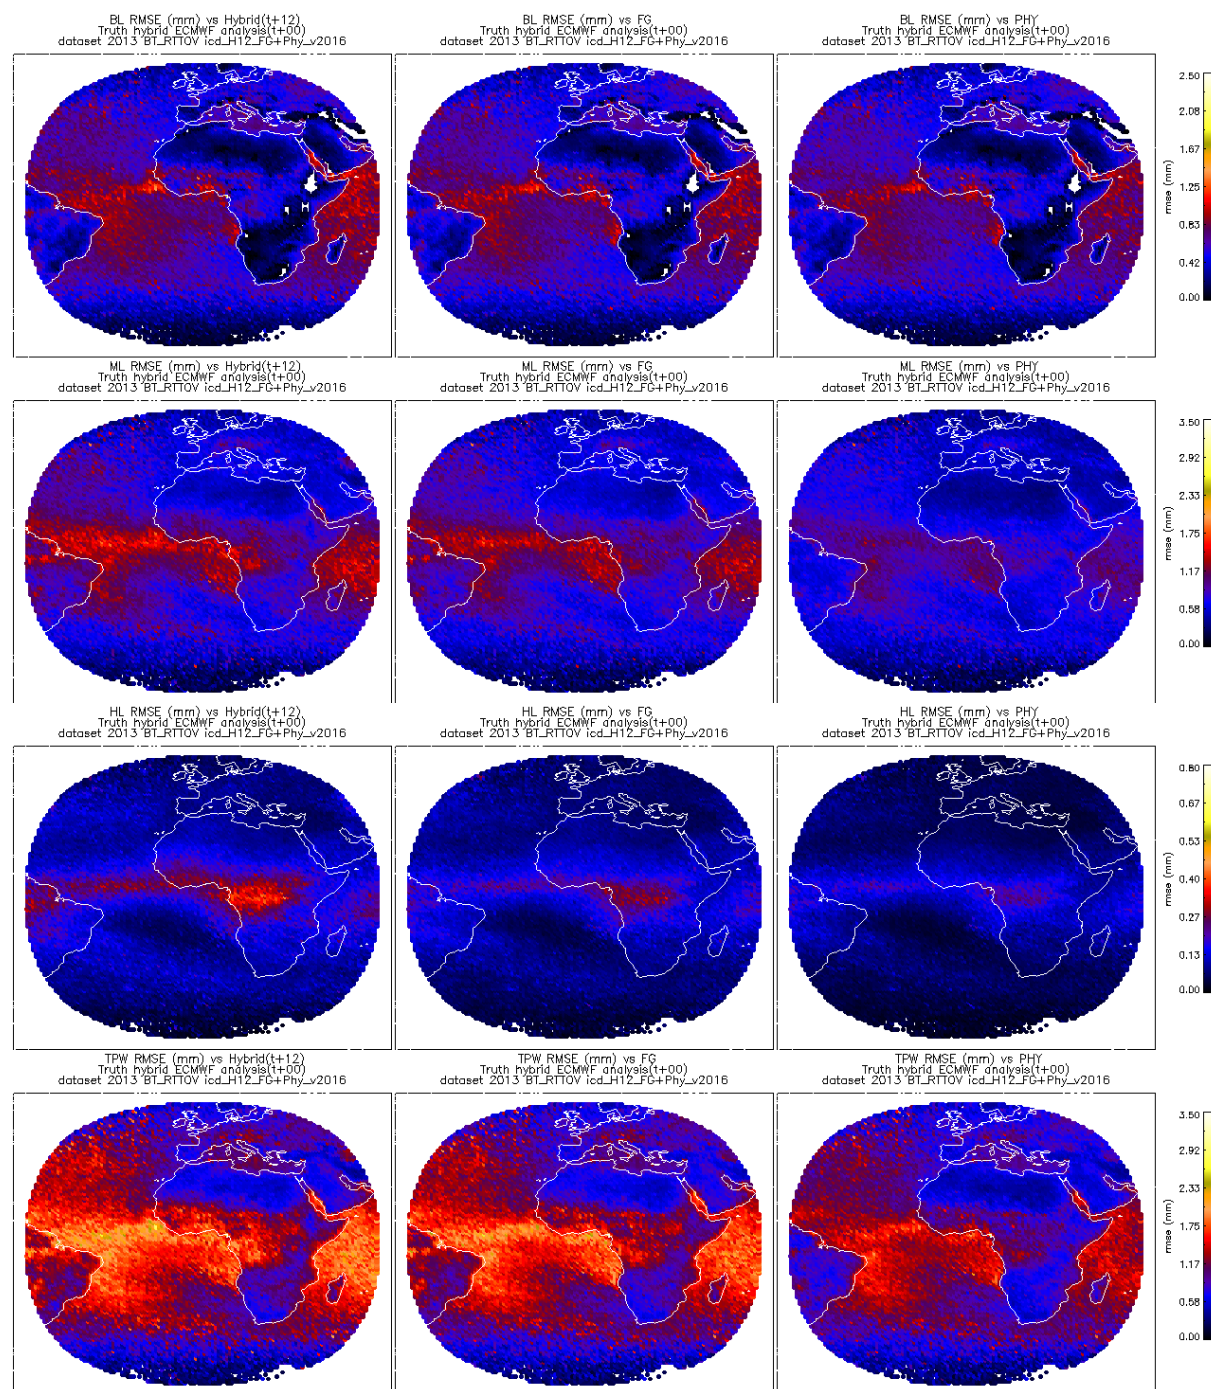 BL RMSE (mm) vs Hybrid(t+12)
Truth hybrid ECMWF analysis(t+00)
dataset 2013 BT_RTTOV icd_H12_FG+Phy_v2016
BL RMSE (mm) vs FG
Truth hybrid ECMWF analysis(t+00)
dataset 2013 BT_RTTOV icd_H12_FG+Phy_v2016
BL RMSE (mm) vs PHY
Truth hybrid ECMWF analysis(t+00)
dataset 2013 BT_RTTOV icd_H12_FG+Phy_v2016
2.50
2.08
1.67
1.25
0.83
0.42
0.00
rmse (mm)
ML RMSE (mm) vs Hybrid(t+12)
Truth hybrid ECMWF analysis(t+00)
dataset 2013 BT_RTTOV icd_H12_FG+Phy_v2016
ML RMSE (mm) vs FG
Truth hybrid ECMWF analysis(t+00)
dataset 2013 BT_RTTOV icd_H12_FG+Phy_v2016
ML RMSE (mm) vs PHY
Truth hybrid ECMWF analysis(t+00)
dataset 2013 BT_RTTOV icd_H12_FG+Phy_v2016
3.50
2.92
2.33
1.75
1.17
0.58
0.00
rmse (mm)
HL RMSE (mm) vs Hybrid(t+12)
Truth hybrid ECMWF analysis(t+00)
dataset 2013 BT_RTTOV icd_H12_FG+Phy_v2016
HL RMSE (mm) vs FG
Truth hybrid ECMWF analysis(t+00)
dataset 2013 BT_RTTOV icd_H12_FG+Phy_v2016
HL RMSE (mm) vs PHY
Truth hybrid ECMWF analysis(t+00)
dataset 2013 BT_RTTOV icd_H12_FG+Phy_v2016
0.80
0.67
0.53
0.40
0.27
0.13
0.00
rmse (mm)
TPW RMSE (mm) vs Hybrid(t+12)
Truth hybrid ECMWF analysis(t+00)
dataset 2013 BT_RTTOV icd_H12_FG+Phy_v2016
TPW RMSE (mm) vs FG
Truth hybrid ECMWF analysis(t+00)
dataset 2013 BT_RTTOV icd_H12_FG+Phy_v2016
TPW RMSE (mm) vs PHY
Truth hybrid ECMWF analysis(t+00)
dataset 2013 BT_RTTOV icd_H12_FG+Phy_v2016
3.50
2.92
2.33
1.75
1.17
0.58
0.00
rmse (mm)